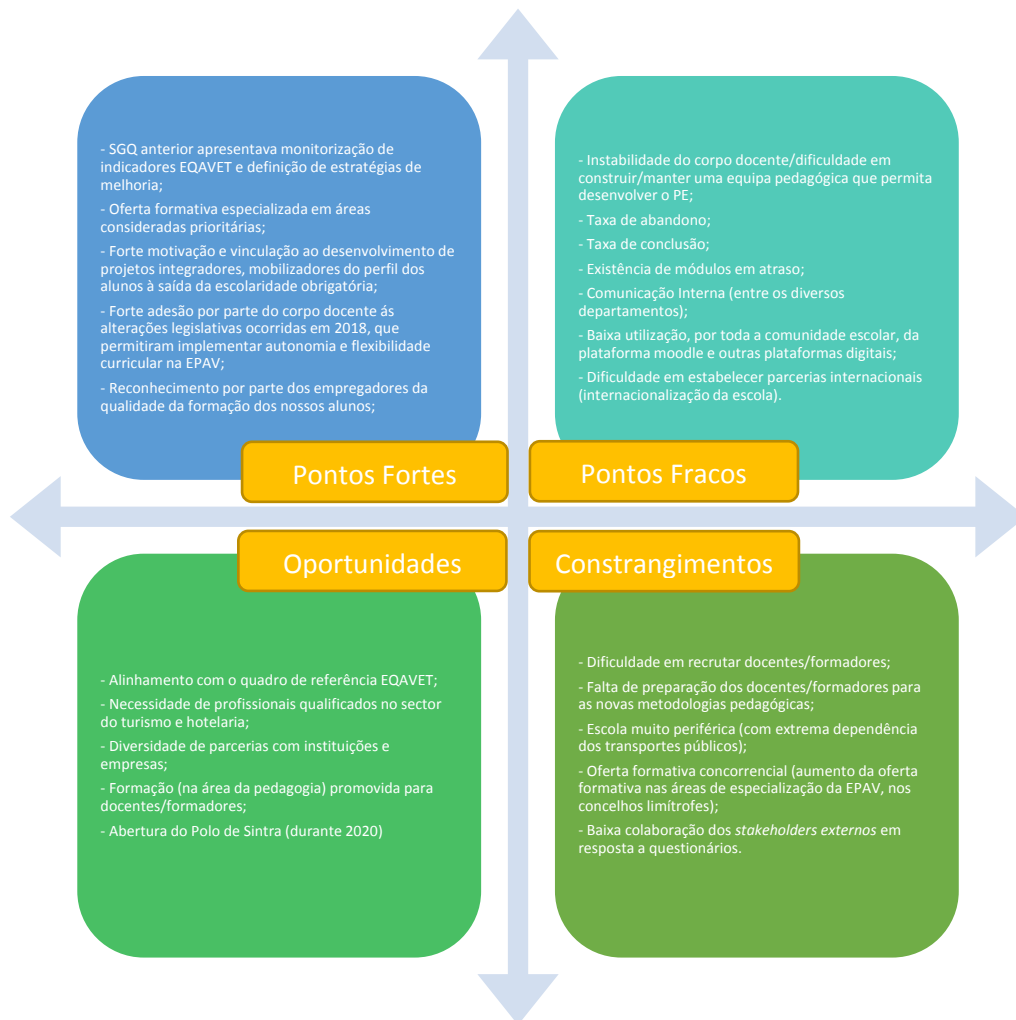 - SGQ anterior apresentava monitorização de
indicadores EQAVET e definição de estratégias de
melhoria;
- Oferta formativa especializada em áreas
consideradas prioritárias;
- Forte motivação e vinculação ao desenvolvimento de
projetos integradores, mobilizadores do perfil dos
alunos à saída da escolaridade obrigatória;
- Forte adesão por parte do corpo docente ás
alterações legislativas ocorridas em 2018, que
permitiram implementar autonomia e flexibilidade
curricular na EPAV;
- Reconhecimento por parte dos empregadores da
qualidade da formação dos nossos alunos;
Pontos Fortes
- Instabilidade do corpo docente/dificuldade em
construir/manter uma equipa pedagógica que permita
desenvolver o PE;
- Taxa de abandono;
- Taxa de conclusão;
- Existência de módulos em atraso;
- Comunicação Interna (entre os diversos
departamentos);
- Baixa utilização, por toda a comunidade escolar, da
plataforma moodle e outras plataformas digitais;
- Dificuldade em estabelecer parcerias internacionais
(internacionalização da escola).
Pontos Fracos
Oportunidades
- Alinhamento com o quadro de referência EQAVET;
- Necessidade de profissionais qualificados no sector
do turismo e hotelaria;
- Diversidade de parcerias com instituições e
empresas;
- Formação (na área da pedagogia) promovida para
docentes/formadores;
- Abertura do Polo de Sintra (durante 2020)
Constrangimentos
- Dificuldade em recrutar docentes/formadores;
- Falta de preparação dos docentes/formadores para
as novas metodologias pedagógicas;
- Escola muito periférica (com extrema dependência
dos transportes públicos);
- Oferta formativa concorrencial (aumento da oferta
formativa nas áreas de especialização da EPAV, nos
concelhos limítrofes);
- Baixa colaboração dos stakeholders externos em
resposta a questionários.